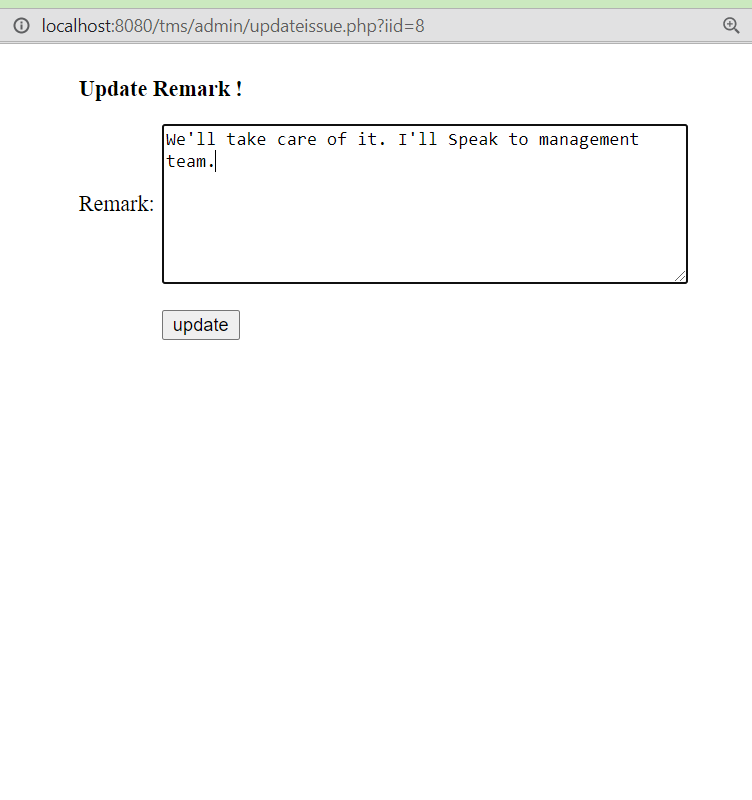 localhost:8080/tms/admin/updateissue.php?iid=8
Update Remark !
We'll take care of it. I'll Speak to management
team.
Remark:
update